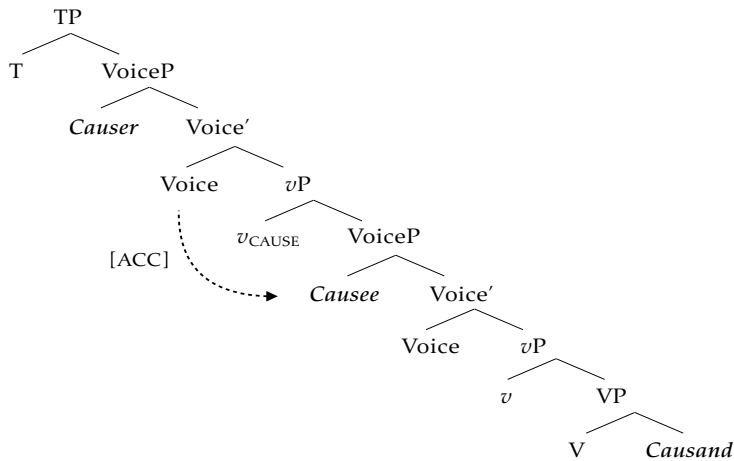 TP
T VoiceP
Causer Voice′
Voice vP
[ACC] vCAUSE VoiceP
Causee Voice′
Voice vP
v VP
V Causand